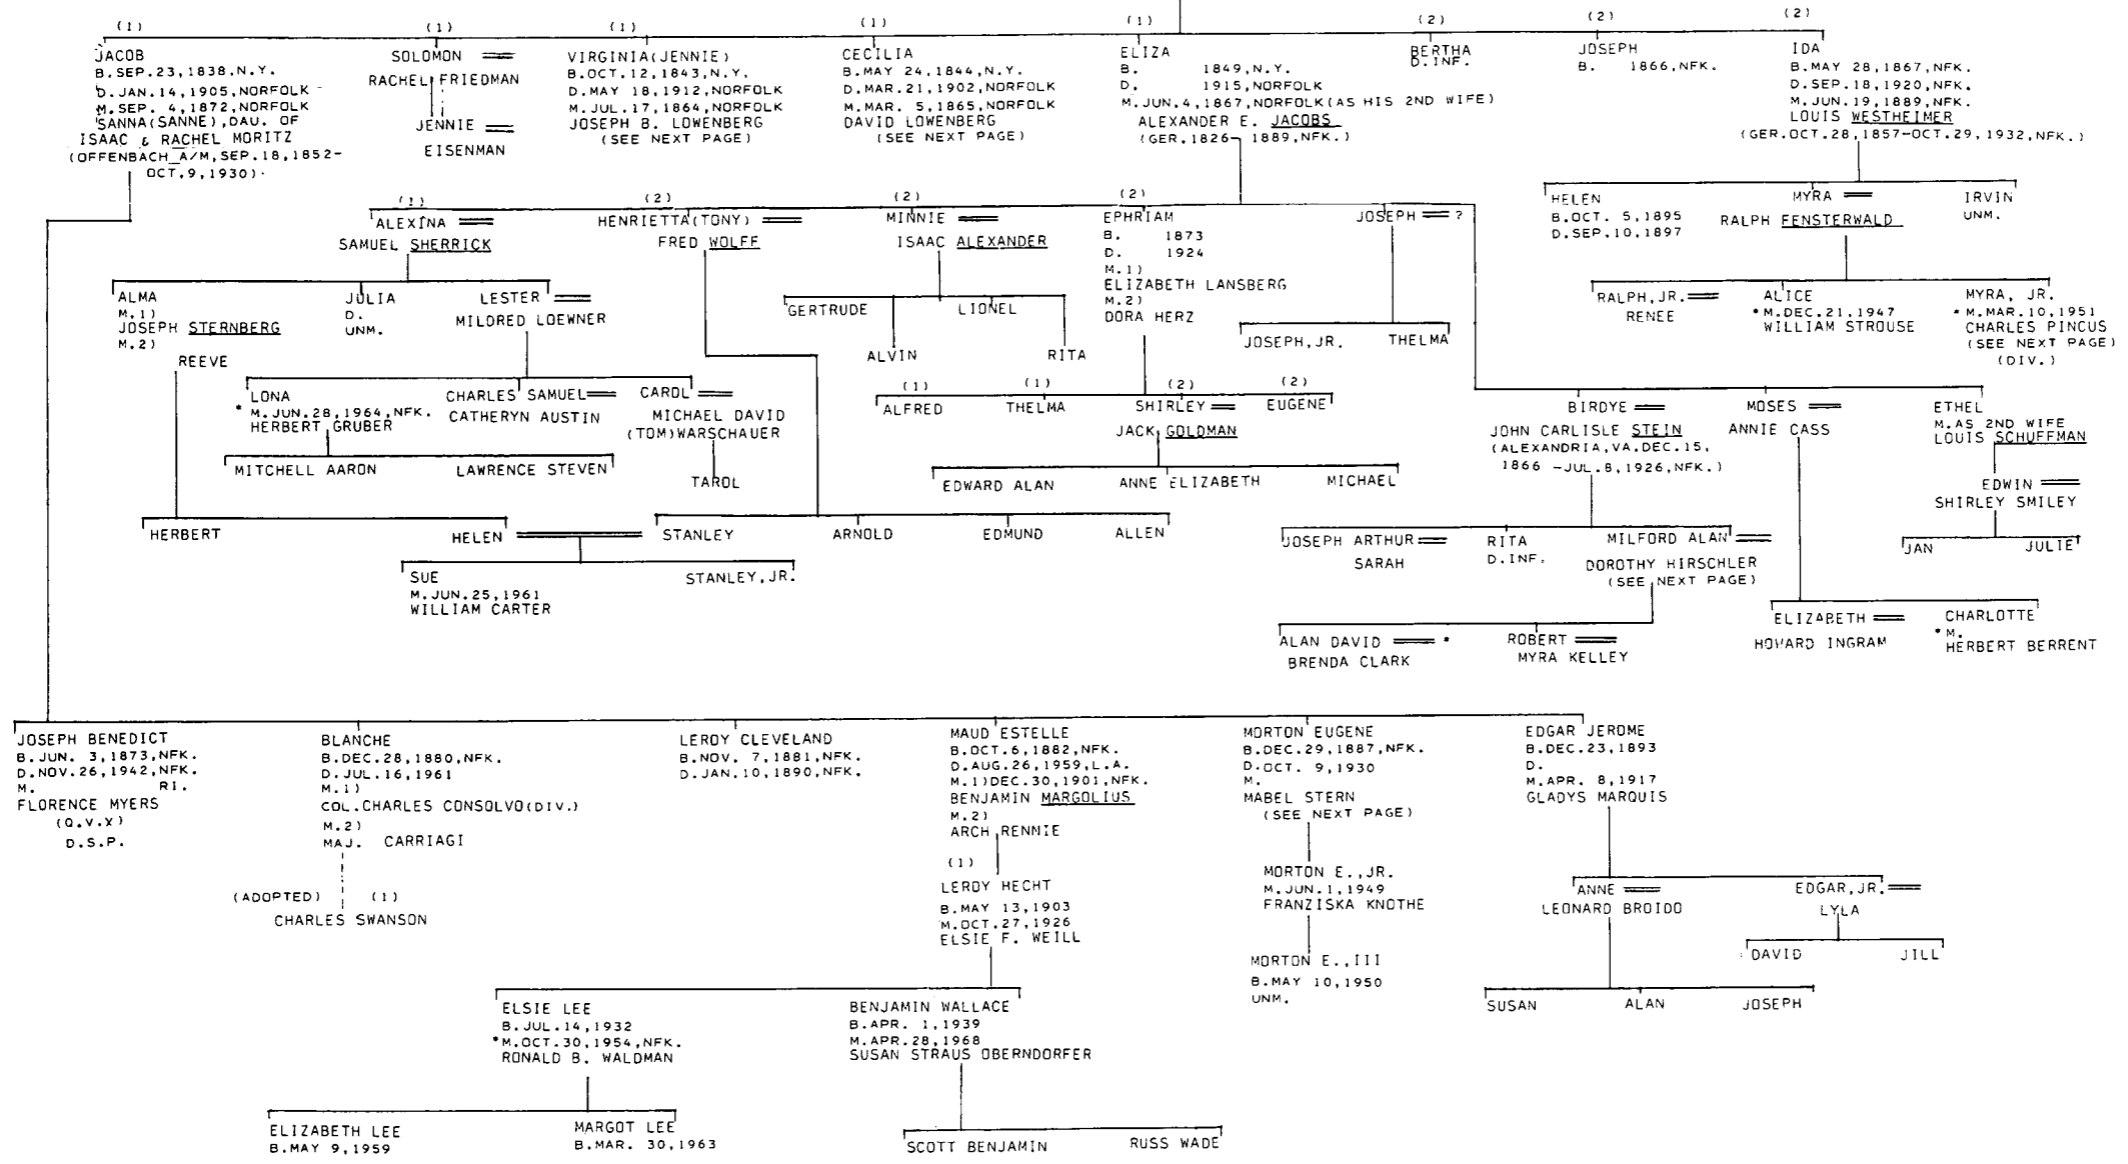 (1)
(1)
(1)
(1)
(1)
(2)
(2)
(2)
JACOB
B.SEP.23,1838,N.Y.
D.JAN.14,1905,NORFOLK
M.SEP. 4,1872,NORFOLK
SANNA(SANNE),DAU. OF
ISAAC & RACHEL MORITZ
(OFFENBACH A/M,SEP.18,1852-
OCT.9,1930).
SOLOMON
RACHEL FRIEDMAN
JENNIE
EISENMAN
VIRGINIA(JENNIE)
B.OCT.12,1843,N.Y.
D.MAY 18,1912,NORFOLK
M.JUL.17,1864,NORFOLK
JOSEPH B. LOWENBERG
(SEE NEXT PAGE)
CECILIA
B.MAY 24,1844,N.Y.
D.MAR.21,1902,NORFOLK
M.MAR. 5,1865,NORFOLK
DAVID LOWENBERG
(SEE NEXT PAGE)
ELIZA
B. 1849,N.Y.
D. 1915,NORFOLK
M.JUN.4,1867,NORFOLK(AS HIS 2ND WIFE)
ALEXANDER E. JACOBS
(GER.1826- 1889,NFK.)
BERTHA
D.INF.
JOSEPH
B. 1866,NFK.
IDA
B.MAY 28,1867,NFK.
D.SEP.18,1920,NFK.
M.JUN.19,1889,NFK.
LOUIS WESTHEIMER
(GER.OCT.28,1857-OCT.29,1932,NFK.)
(1)
ALEXINA
SAMUEL SHERRICK
(2)
HENRIETTA(TONY)
FRED WOLFF
(2)
MINNIE
ISAAC ALEXANDER
(2)
EPHRIAM
B. 1873
D. 1924
M.1)
ELIZABETH LANSBERG
M.2)
DORA HERZ
JOSEPH ?
HELEN
B.OCT. 5,1895
D.SEP.10,1897
MYRA
RALPH FENSTERWALD
IRVIN
UNM.
ALMA
M.1)
JOSEPH STERNBERG
M.2)
REEVE
JULIA
D.
UNM.
LESTER
MILDRED LOEWNER
GERTRUDE
ALVIN
LIONEL
RITA
JOSEPH,JR.
THELMA
RALPH,JR.
RENEE
ALICE
*M.DEC.21,1947
WILLIAM STROUSE
MYRA, JR.
*M.MAR.10,1951
CHARLES PINCUS
(SEE NEXT PAGE)
(DIV.)
LONA
*M.JUN.28,1964,NFK.
HERBERT GRUBER
CHARLES SAMUEL
CATHERYN AUSTIN
CAROL
MICHAEL DAVID
(TOM)WARSCHAUER
(1)
ALFRED
(1)
THELMA
(2)
SHIRLEY
JACK GOLDMAN
(2)
EUGENE
BIRDYE
JOHN CARLISLE STEIN
(ALEXANDRIA,VA.DEC.15,
1866 -JUL.8,1926,NFK.)
MOSES
ANNIE CASS
ETHEL
M.AS 2ND WIFE
LOUIS SCHUFFMAN
MITCHELL AARON
LAWRENCE STEVEN
TAROL
EDWARD ALAN
ANNE ELIZABETH
MICHAEL
EDWIN
SHIRLEY SMILEY
HERBERT
HELEN
STANLEY
ARNOLD
EDMUND
ALLEN
JOSEPH ARTHUR
SARAH
RITA
D.INF.
MILFORD ALAN
DOROTHY HIRSCHLER
(SEE NEXT PAGE)
JAN
JULIE
SUE
M.JUN.25,1961
WILLIAM CARTER
STANLEY,JR.
ALAN DAVID *
BRENDA CLARK
ROBERT
MYRA KELLEY
ELIZABETH
HOWARD INGRAM
CHARLOTTE
*M.
HERBERT BERRENT
JOSEPH BENEDICT
B.JUN. 3,1873,NFK.
D.NOV.26,1942,NFK.
M. RI.
FLORENCE MYERS
(Q.V.X)
D.S.P.
BLANCHE
B.DEC.28,1880,NFK.
D.JUL.16,1961
M.1)
COL.CHARLES CONSOLVO(DIV.)
M.2)
MAJ. CARRIAGI
(ADOPTED) (1)
CHARLES SWANSON
LEROY CLEVELAND
B.NOV. 7,1881,NFK.
D.JAN.10,1890,NFK.
MAUD ESTELLE
B.OCT.6,1882,NFK.
D.AUG.26,1959,L.A.
M.1)DEC.30,1901,NFK.
BENJAMIN MARGOLIUS
M.2)
ARCH RENNIE
(1)
LEROY HECHT
B.MAY 13,1903
M.OCT.27,1926
ELSIE F. WEILL
MORTON EUGENE
B.DEC.29,1887,NFK.
D.OCT. 9,1930
M.
MABEL STERN
(SEE NEXT PAGE)
MORTON E.,JR.
M.JUN.1,1949
FRANZISKA KNOTHE
MORTON E.,III
B.MAY 10,1950
UNM.
EDGAR JEROME
B.DEC.23,1893
D.
M.APR. 8,1917
GLADYS MARQUIS
ANNE
LEONARD BROIDO
EDGAR,JR.
LYLA
DAVID
JILL
SUSAN
ALAN
JOSEPH
ELSIE LEE
B.JUL.14,1932
*M.OCT.30,1954,NFK.
RONALD B. WALDMAN
BENJAMIN WALLACE
B.APR. 1,1939
M.APR.28,1968
SUSAN STRAUS OBERNDORFER
ELIZABETH LEE
B.MAY 9,1959
MARGOT LEE
B.MAR. 30,1963
SCOTT BENJAMIN
RUSS WADE